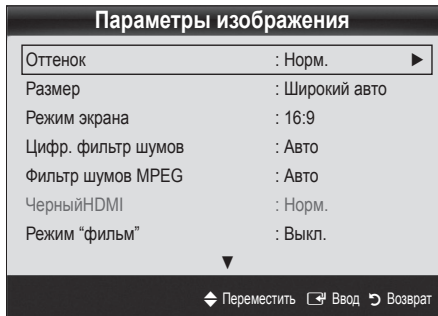 Параметры изображения
Оттенок : Норм. ►
Размер : Широкий авто
Режим экрана : 16:9
Цифр. фильтр шумов : Авто
Фильтр шумов MPEG : Авто
ЧерныйHDMI : Норм.
Режим “фильм” : Выкл.
▼
Переместить Ввод Возврат